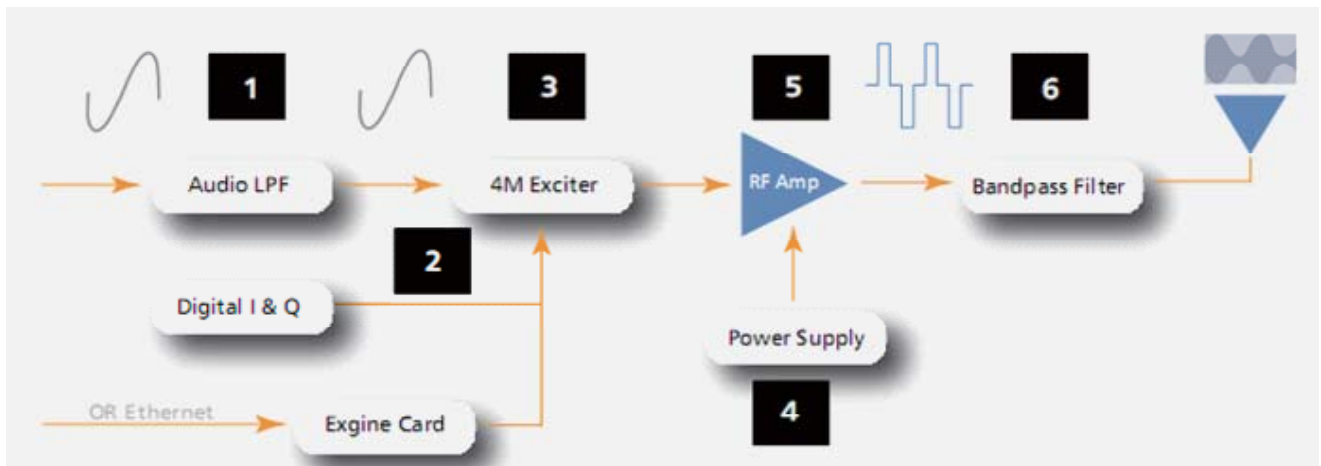 1
3
5
6
Audio LPF
4M Exciter
RF Amp
Bandpass Filter
2
Digital I & Q
Power Supply
OR Ethernet
Exgine Card
4